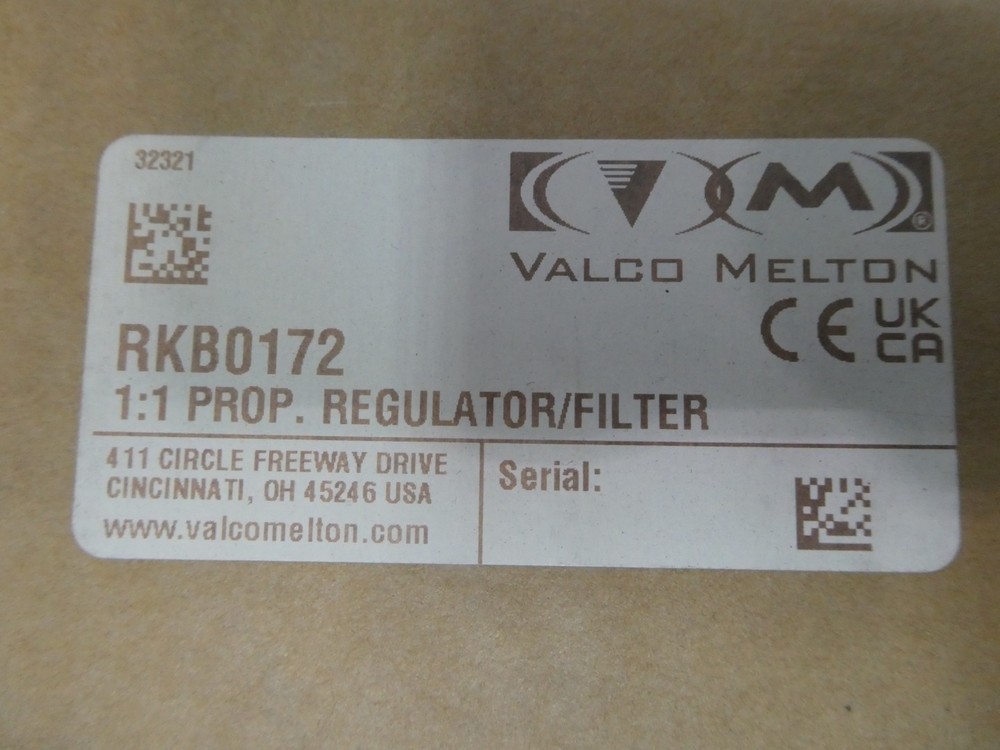 32321
VM®
VALCO MELTON
CE UK CA
RKB0172
1:1 PROP. REGULATOR/FILTER
411 CIRCLE FREEWAY DRIVE
CINCINNATI, OH 45246 USA
www.valcomelton.com
Serial: